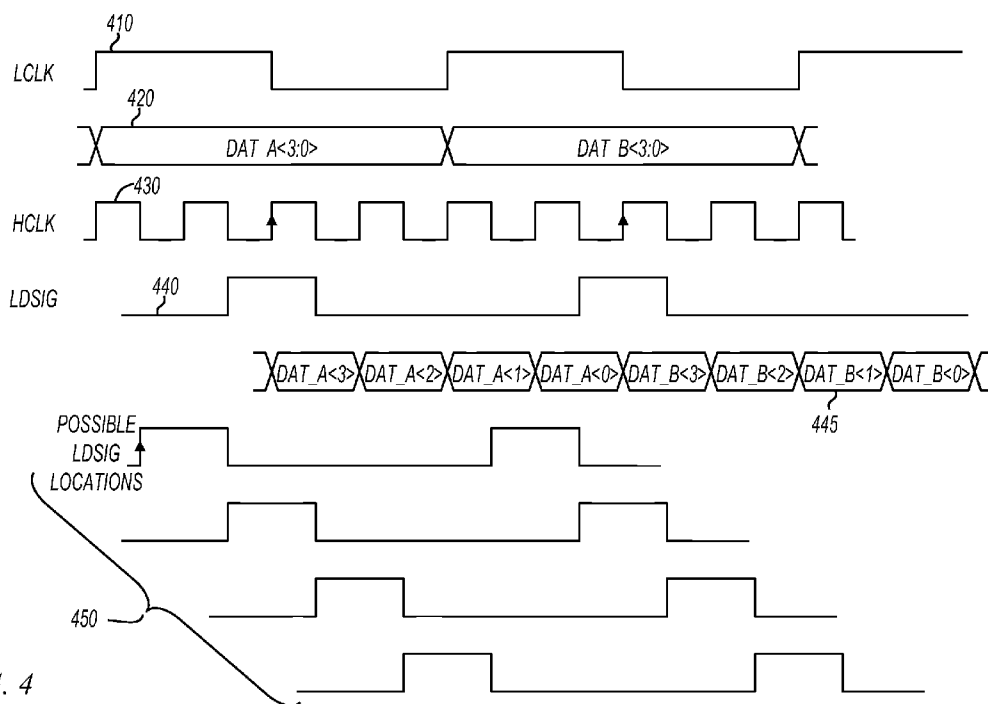 410
LCLK
420
DAT A<3:0> DAT B<3:0>
430
HCLK
440
LDSIG
DAT_A<3> DAT_A<2> DAT_A<1> DAT_A<0> DAT_B<3> DAT_B<2> DAT_B<1> DAT_B<0>
445
POSSIBLE
LDSIG
LOCATIONS
450
. 4